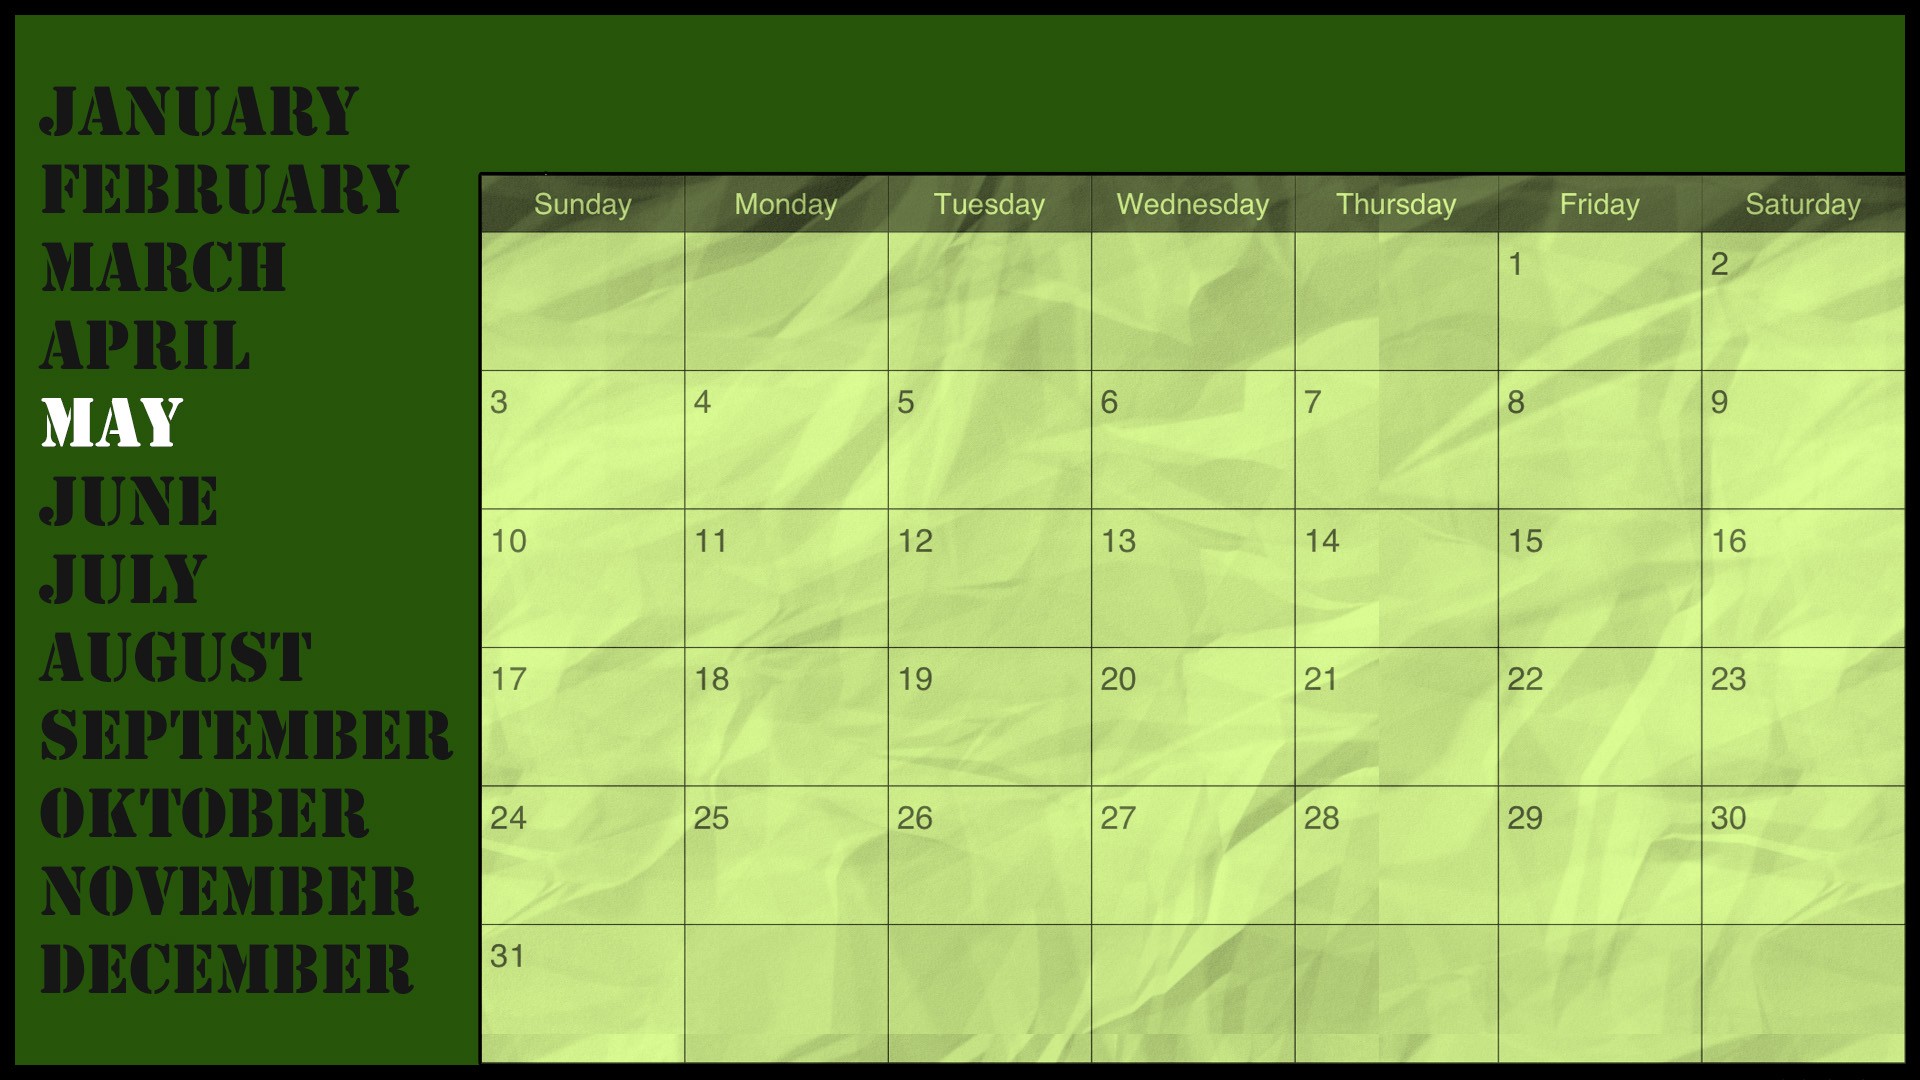 JANUARY
FEBRUARY
MARCH
APRIL
MAY
JUNE
JULY
AUGUST
SEPTEMBER
OKTOBER
NOVEMBER
DECEMBER
Sunday Monday Tuesday Wednesday Thursday Friday Saturday
1 2
3 4 5 6 7 8 9
10 11 12 13 14 15 16
17 18 19 20 21 22 23
24 25 26 27 28 29 30
31